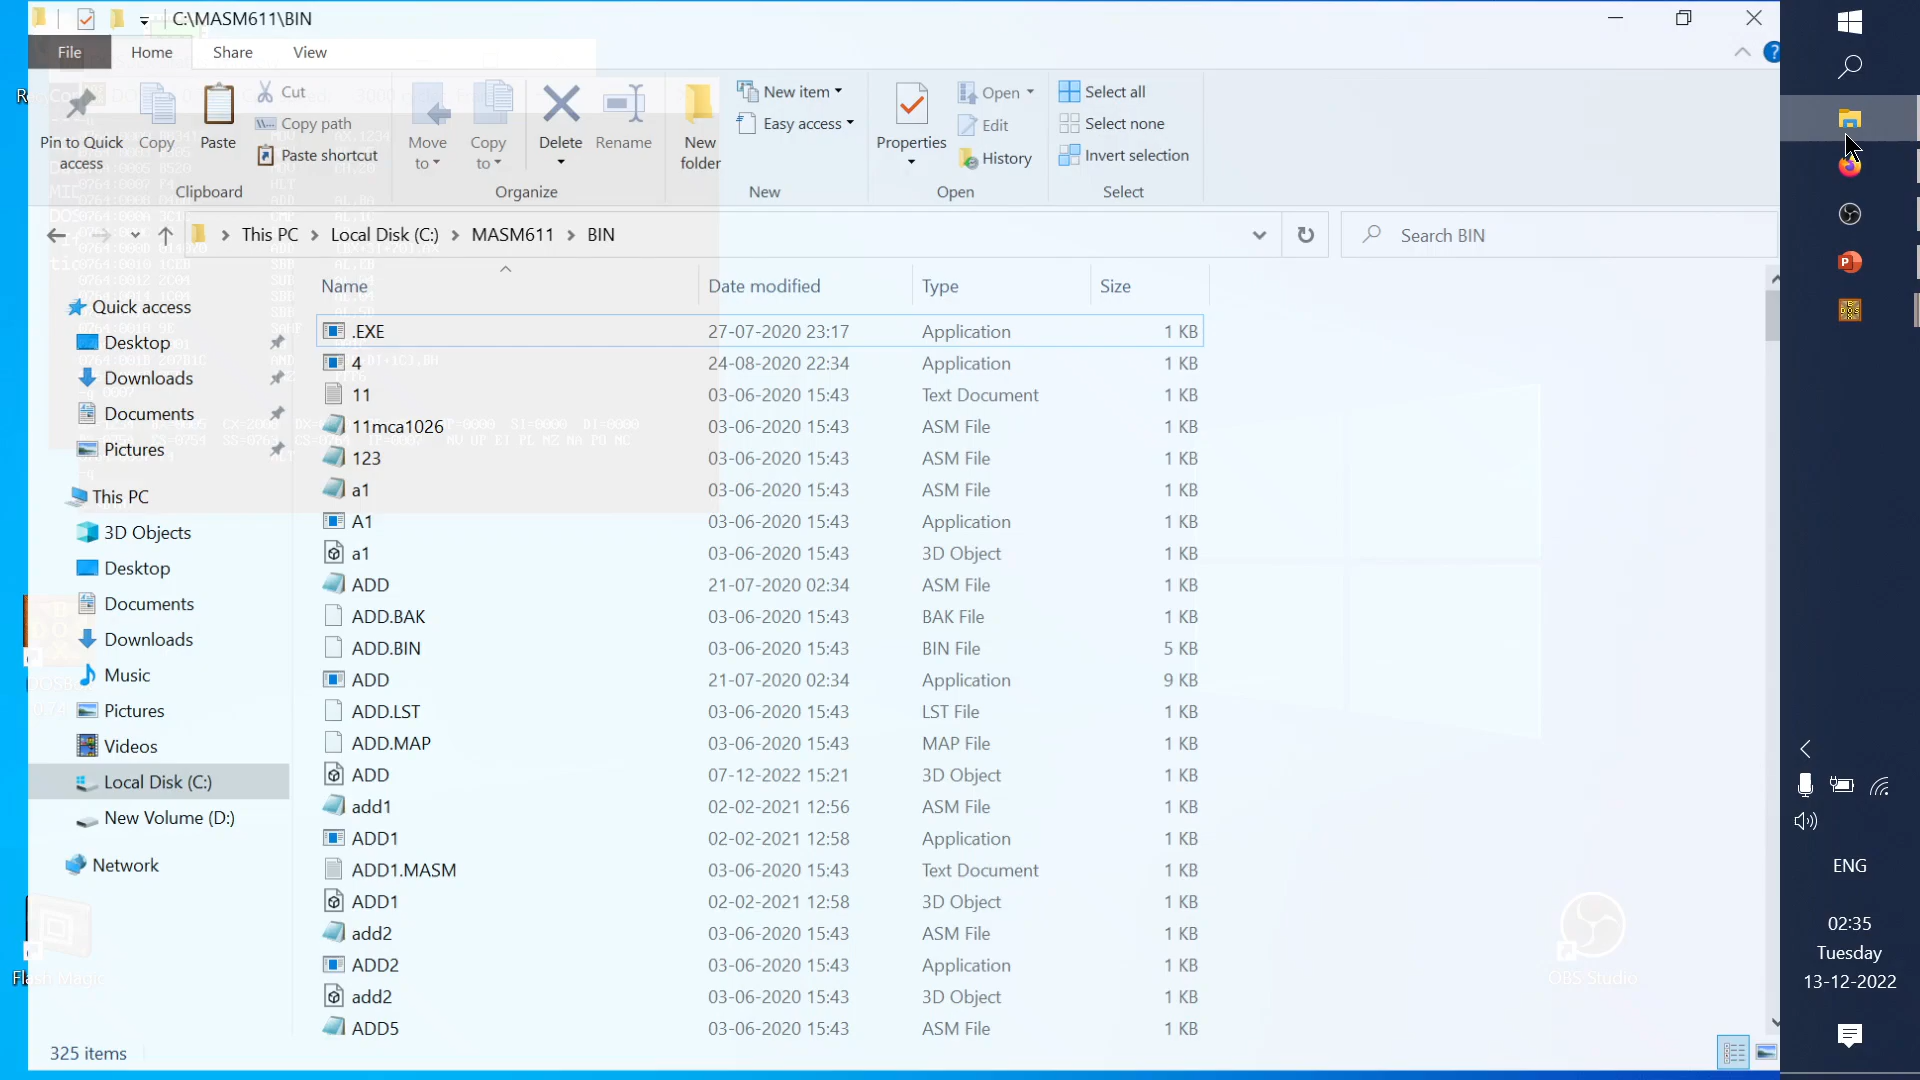 C:\MASM611\BIN
File Home Share View
Pin to Quick access
Copy
Paste
Cut
Copy path
Paste shortcut
Clipboard
Move to
Copy to
Delete
Rename
Organize
New folder
New item
Easy access
New
Properties
Open
Edit
History
Open
Select all
Select none
Invert selection
Select
This PC > Local Disk (C:) > MASM611 > BIN
Search BIN
Quick access
Desktop
Downloads
Documents
Pictures
This PC
3D Objects
Desktop
Documents
Downloads
Music
Pictures
Videos
Local Disk (C:)
New Volume (D:)
Network
Name Date modified Type Size
.EXE 27-07-2020 23:17 Application 1 KB
4 24-08-2020 22:34 Application 1 KB
11 03-06-2020 15:43 Text Document 1 KB
11mca1026 03-06-2020 15:43 ASM File 1 KB
123 03-06-2020 15:43 ASM File 1 KB
a1 03-06-2020 15:43 ASM File 1 KB
A1 03-06-2020 15:43 Application 1 KB
a1 03-06-2020 15:43 3D Object 1 KB
ADD 21-07-2020 02:34 ASM File 1 KB
ADD.BAK 03-06-2020 15:43 BAK File 1 KB
ADD.BIN 03-06-2020 15:43 BIN File 5 KB
ADD 21-07-2020 02:34 Application 9 KB
ADD.LST 03-06-2020 15:43 LST File 1 KB
ADD.MAP 03-06-2020 15:43 MAP File 1 KB
ADD 07-12-2022 15:21 3D Object 1 KB
add1 02-02-2021 12:56 ASM File 1 KB
ADD1 02-02-2021 12:58 Application 1 KB
ADD1.MASM 03-06-2020 15:43 Text Document 1 KB
ADD1 02-02-2021 12:58 3D Object 1 KB
add2 03-06-2020 15:43 ASM File 1 KB
ADD2 03-06-2020 15:43 Application 1 KB
add2 03-06-2020 15:43 3D Object 1 KB
ADD5 03-06-2020 15:43 ASM File 1 KB
325 items
Flash Magic
OBS Studio
ENG
02:35
Tuesday
13-12-2022